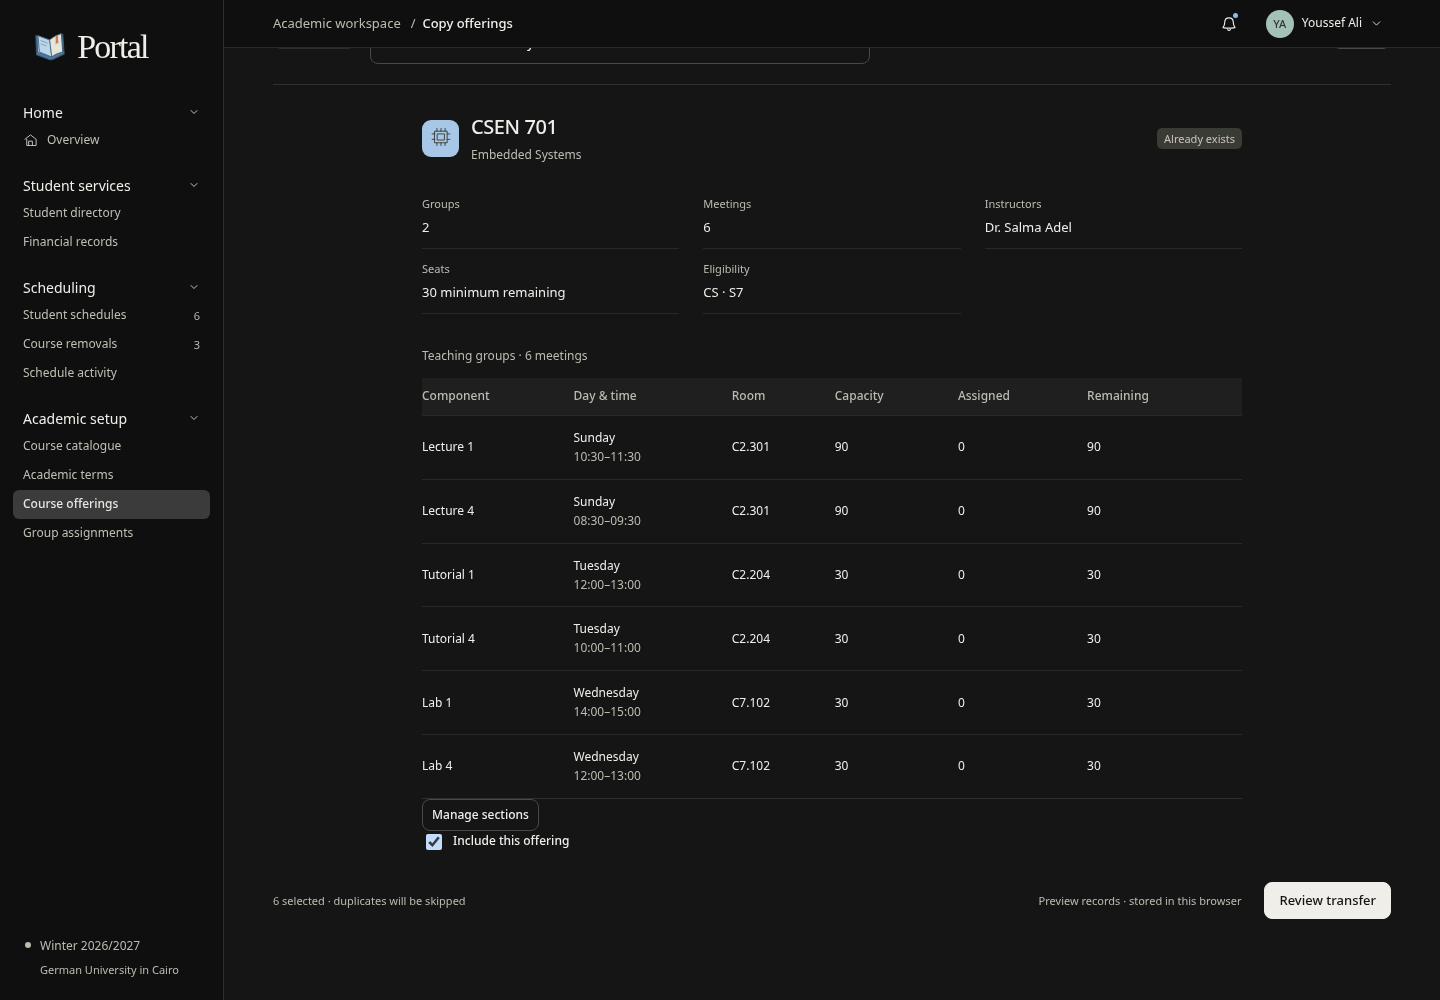 Portal
Academic workspace / Copy offerings
YA Youssef Ali
Home
Overview
Student services
Student directory
Financial records
Scheduling
Student schedules 6
Course removals 3
Schedule activity
Academic setup
Course catalogue
Academic terms
Course offerings
Group assignments
Winter 2026/2027
German University in Cairo
CSEN 701
Embedded Systems
Already exists
Groups Meetings Instructors
2 6 Dr. Salma Adel
Seats Eligibility
30 minimum remaining CS · S7
Teaching groups · 6 meetings
Component Day & time Room Capacity Assigned Remaining
Lecture 1 Sunday C2.301 90 0 90
10:30–11:30
Lecture 4 Sunday C2.301 90 0 90
08:30–09:30
Tutorial 1 Tuesday C2.204 30 0 30
12:00–13:00
Tutorial 4 Tuesday C2.204 30 0 30
10:00–11:00
Lab 1 Wednesday C7.102 30 0 30
14:00–15:00
Lab 4 Wednesday C7.102 30 0 30
12:00–13:00
Manage sections
Include this offering
6 selected · duplicates will be skipped
Preview records · stored in this browser
Review transfer